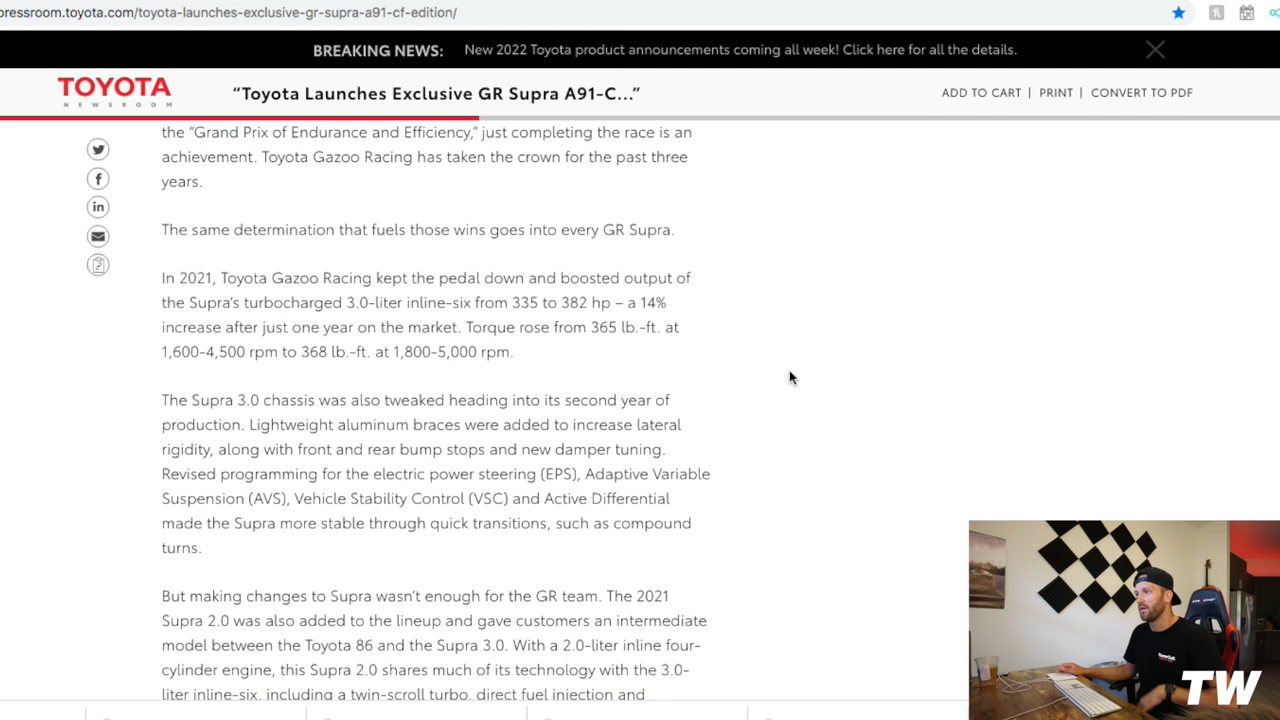 pressroom.toyota.com/toyota-launches-exclusive-gr-supra-a91-cf-edition/
BREAKING NEWS: New 2022 Toyota product announcements coming all week! Click here for all the details.
TOYOTA
NEWSROOM
“Toyota Launches Exclusive GR Supra A91-C...”
ADD TO CART | PRINT | CONVERT TO PDF
the “Grand Prix of Endurance and Efficiency,” just completing the race is an
achievement. Toyota Gazoo Racing has taken the crown for the past three
years.
The same determination that fuels those wins goes into every GR Supra.
In 2021, Toyota Gazoo Racing kept the pedal down and boosted output of
the Supra’s turbocharged 3.0-liter inline-six from 335 to 382 hp – a 14%
increase after just one year on the market. Torque rose from 365 lb.-ft. at
1,600-4,500 rpm to 368 lb.-ft. at 1,800-5,000 rpm.
The Supra 3.0 chassis was also tweaked heading into its second year of
production. Lightweight aluminum braces were added to increase lateral
rigidity, along with front and rear bump stops and new damper tuning.
Revised programming for the electric power steering (EPS), Adaptive Variable
Suspension (AVS), Vehicle Stability Control (VSC) and Active Differential
made the Supra more stable through quick transitions, such as compound
turns.
But making changes to Supra wasn’t enough for the GR team. The 2021
Supra 2.0 was also added to the lineup and gave customers an intermediate
model between the Toyota 86 and the Supra 3.0. With a 2.0-liter inline four-
cylinder engine, this Supra 2.0 shares much of its technology with the 3.0-
liter inline-six, including a twin-scroll turbo, direct fuel injection and
TW